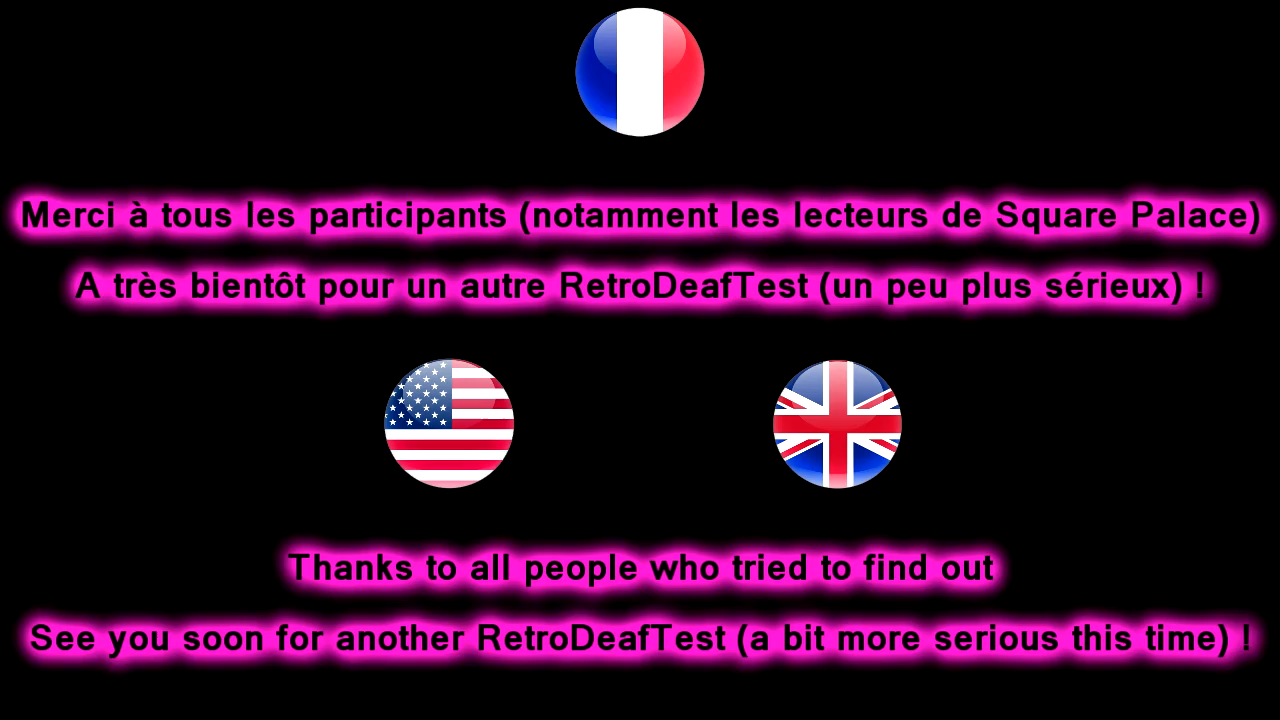 Merci à tous les participants (notamment les lecteurs de Square Palace)
A très bientôt pour un autre RetroDeafTest (un peu plus sérieux) !
Thanks to all people who tried to find out
See you soon for another RetroDeafTest (a bit more serious this time) !